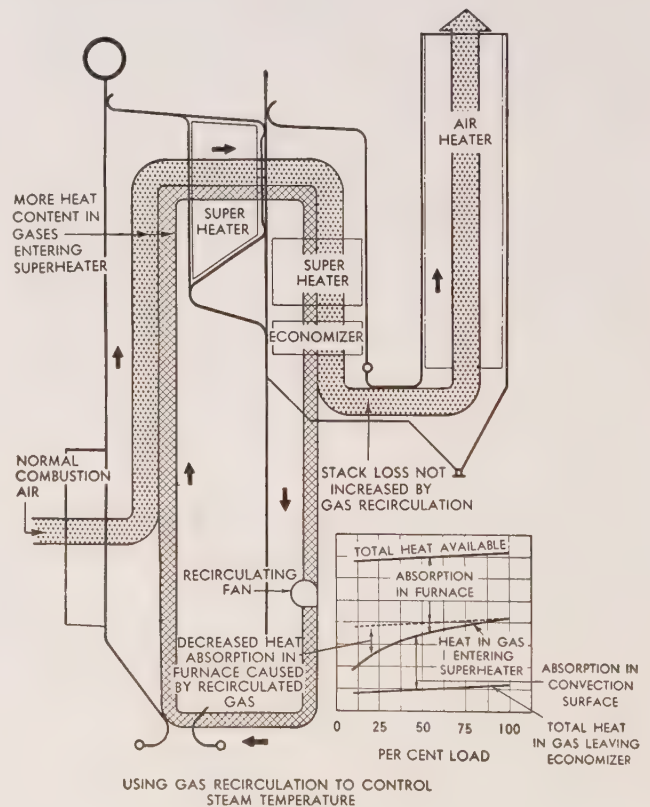 AIR
HEATER
MORE HEAT
CONTENT IN
GASES
ENTERING
SUPERHEATER
SUPER
HEATER
SUPER
HEATER
ECONOMIZER
NORMAL
COMBUSTION
AIR
STACK LOSS NOT
INCREASED BY
GAS RECIRCULATION
RECIRCULATING
FAN
DECREASED HEAT
ABSORPTION IN
FURNACE CAUSED
BY RECIRCULATED
GAS
TOTAL HEAT AVAILABLE
ABSORPTION
IN FURNACE
HEAT IN GAS
ENTERING
SUPERHEATER
ABSORPTION IN
CONVECTION
SURFACE
TOTAL HEAT
IN GAS LEAVING
ECONOMIZER
0 25 50 75 100
PER CENT LOAD
USING GAS RECIRCULATION TO CONTROL
STEAM TEMPERATURE